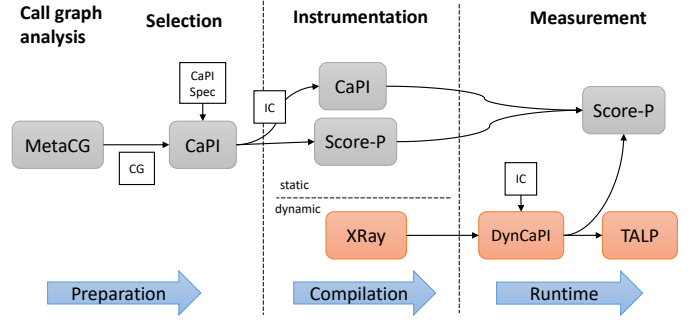 Call graph
analysis
Selection
Instrumentation
Measurement
CaPI
Spec
IC
CaPI
Score-P
MetaCG
CaPI
Score-P
CG
static
dynamic
IC
XRay
DynCaPI
TALP
Preparation
Compilation
Runtime